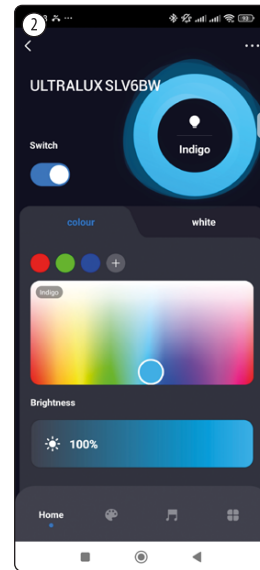 2
ULTRALUX SLV6BW
Indigo
Switch
colour white
Indigo
Brightness
100%
Home